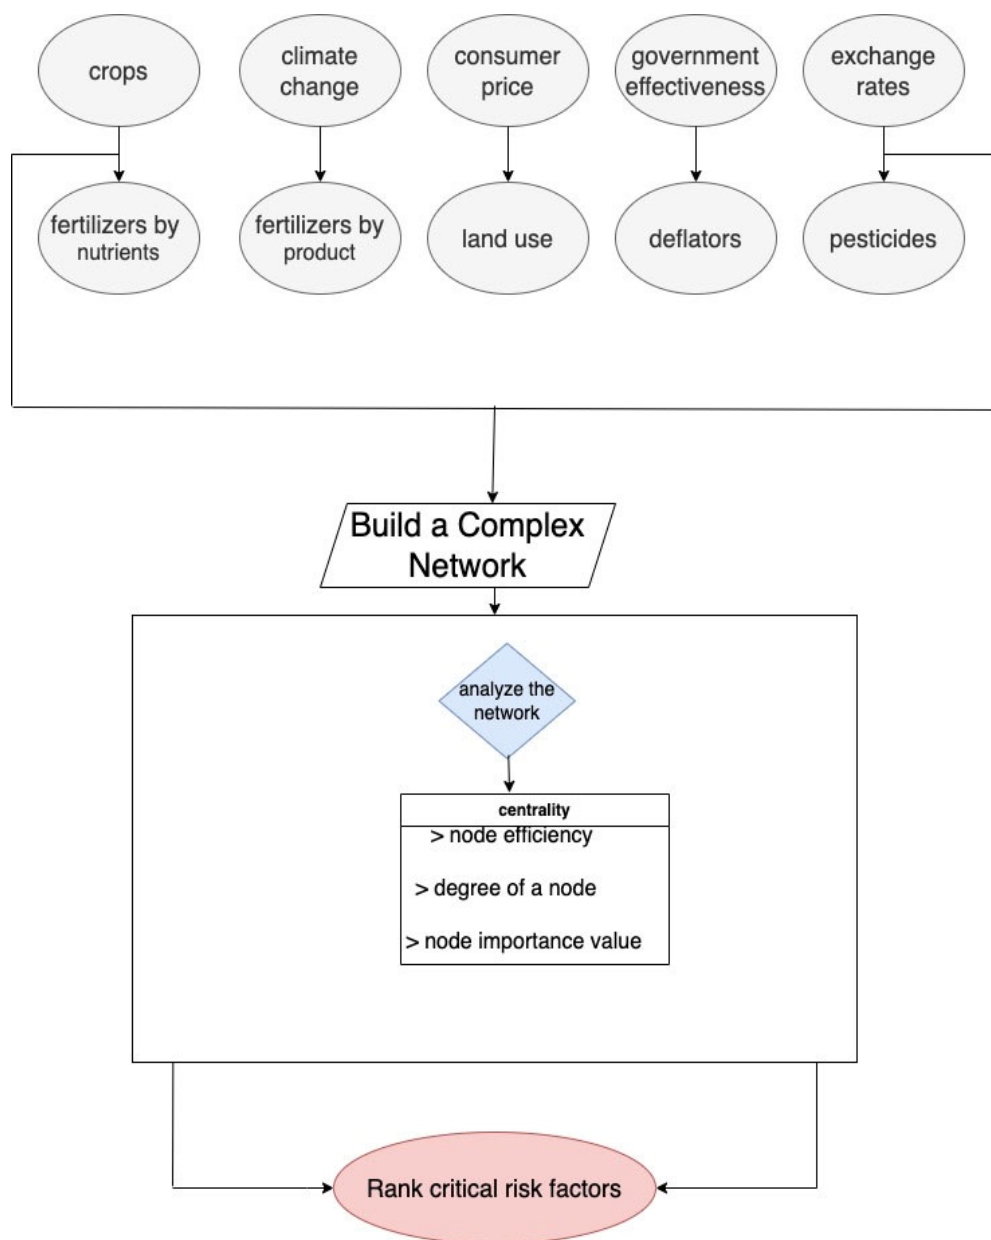 crops
climate
change
consumer
price
government
effectiveness
exchange
rates
fertilizers by
nutrients
fertilizers by
product
land use
deflators
pesticides
Build a Complex
Network
analyze the
network
centrality
> node efficiency
> degree of a node
> node importance value
Rank critical risk factors